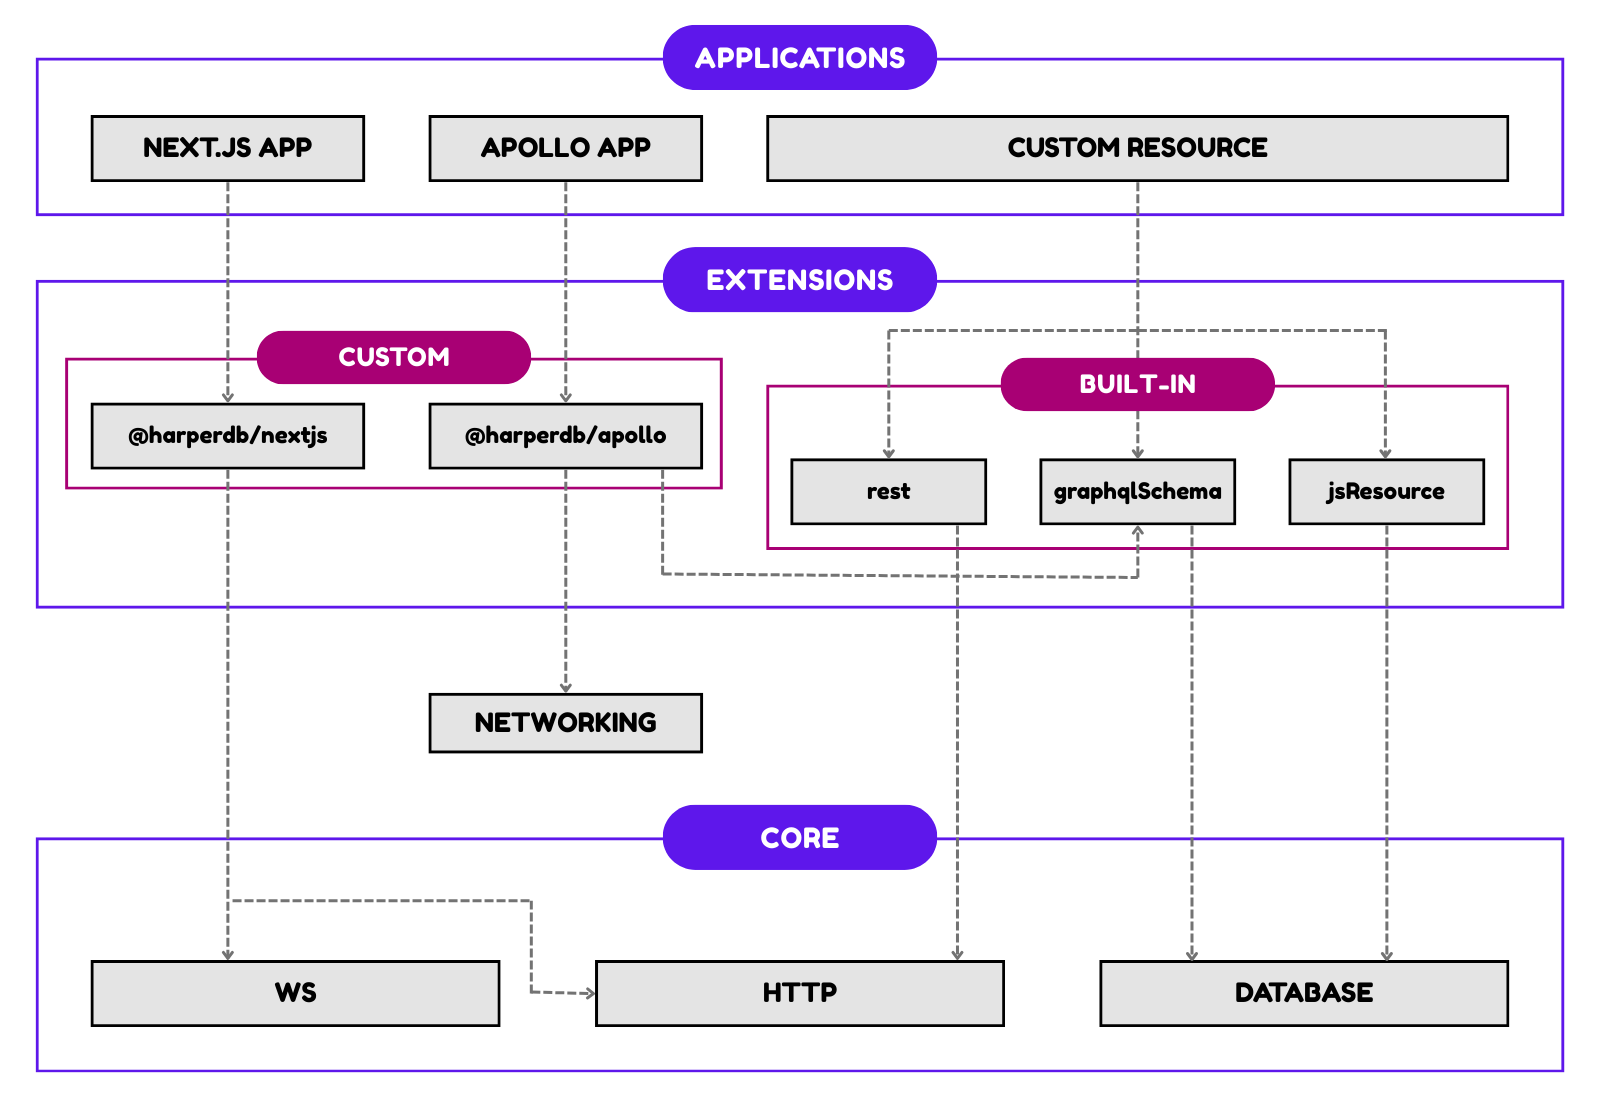 APPLICATIONS
NEXT.JS APP
APOLLO APP
CUSTOM RESOURCE
EXTENSIONS
CUSTOM
@harperdb/nextjs
@harperdb/apollo
BUILT-IN
rest
graphqlSchema
jsResource
NETWORKING
CORE
WS
HTTP
DATABASE